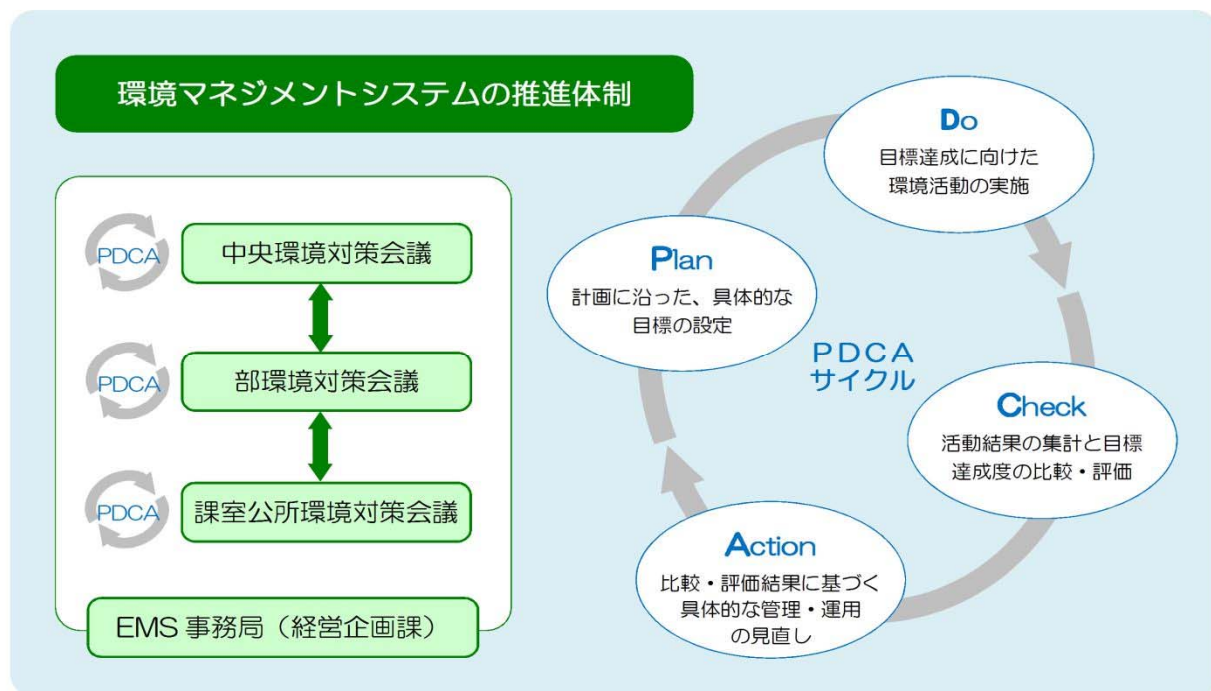 環境マネジメントシステムの推進体制
PDCA
中央環境対策会議
PDCA
部環境対策会議
PDCA
課室公所環境対策会議
EMS 事務局（経営企画課）
Do
目標達成に向けた
環境活動の実施
Plan
計画に沿った、具体的な
目標の設定
ＰＤＣＡ
サイクル
Check
活動結果の集計と目標
達成度の比較・評価
Action
比較・評価結果に基づく
具体的な管理・運用
の見直し